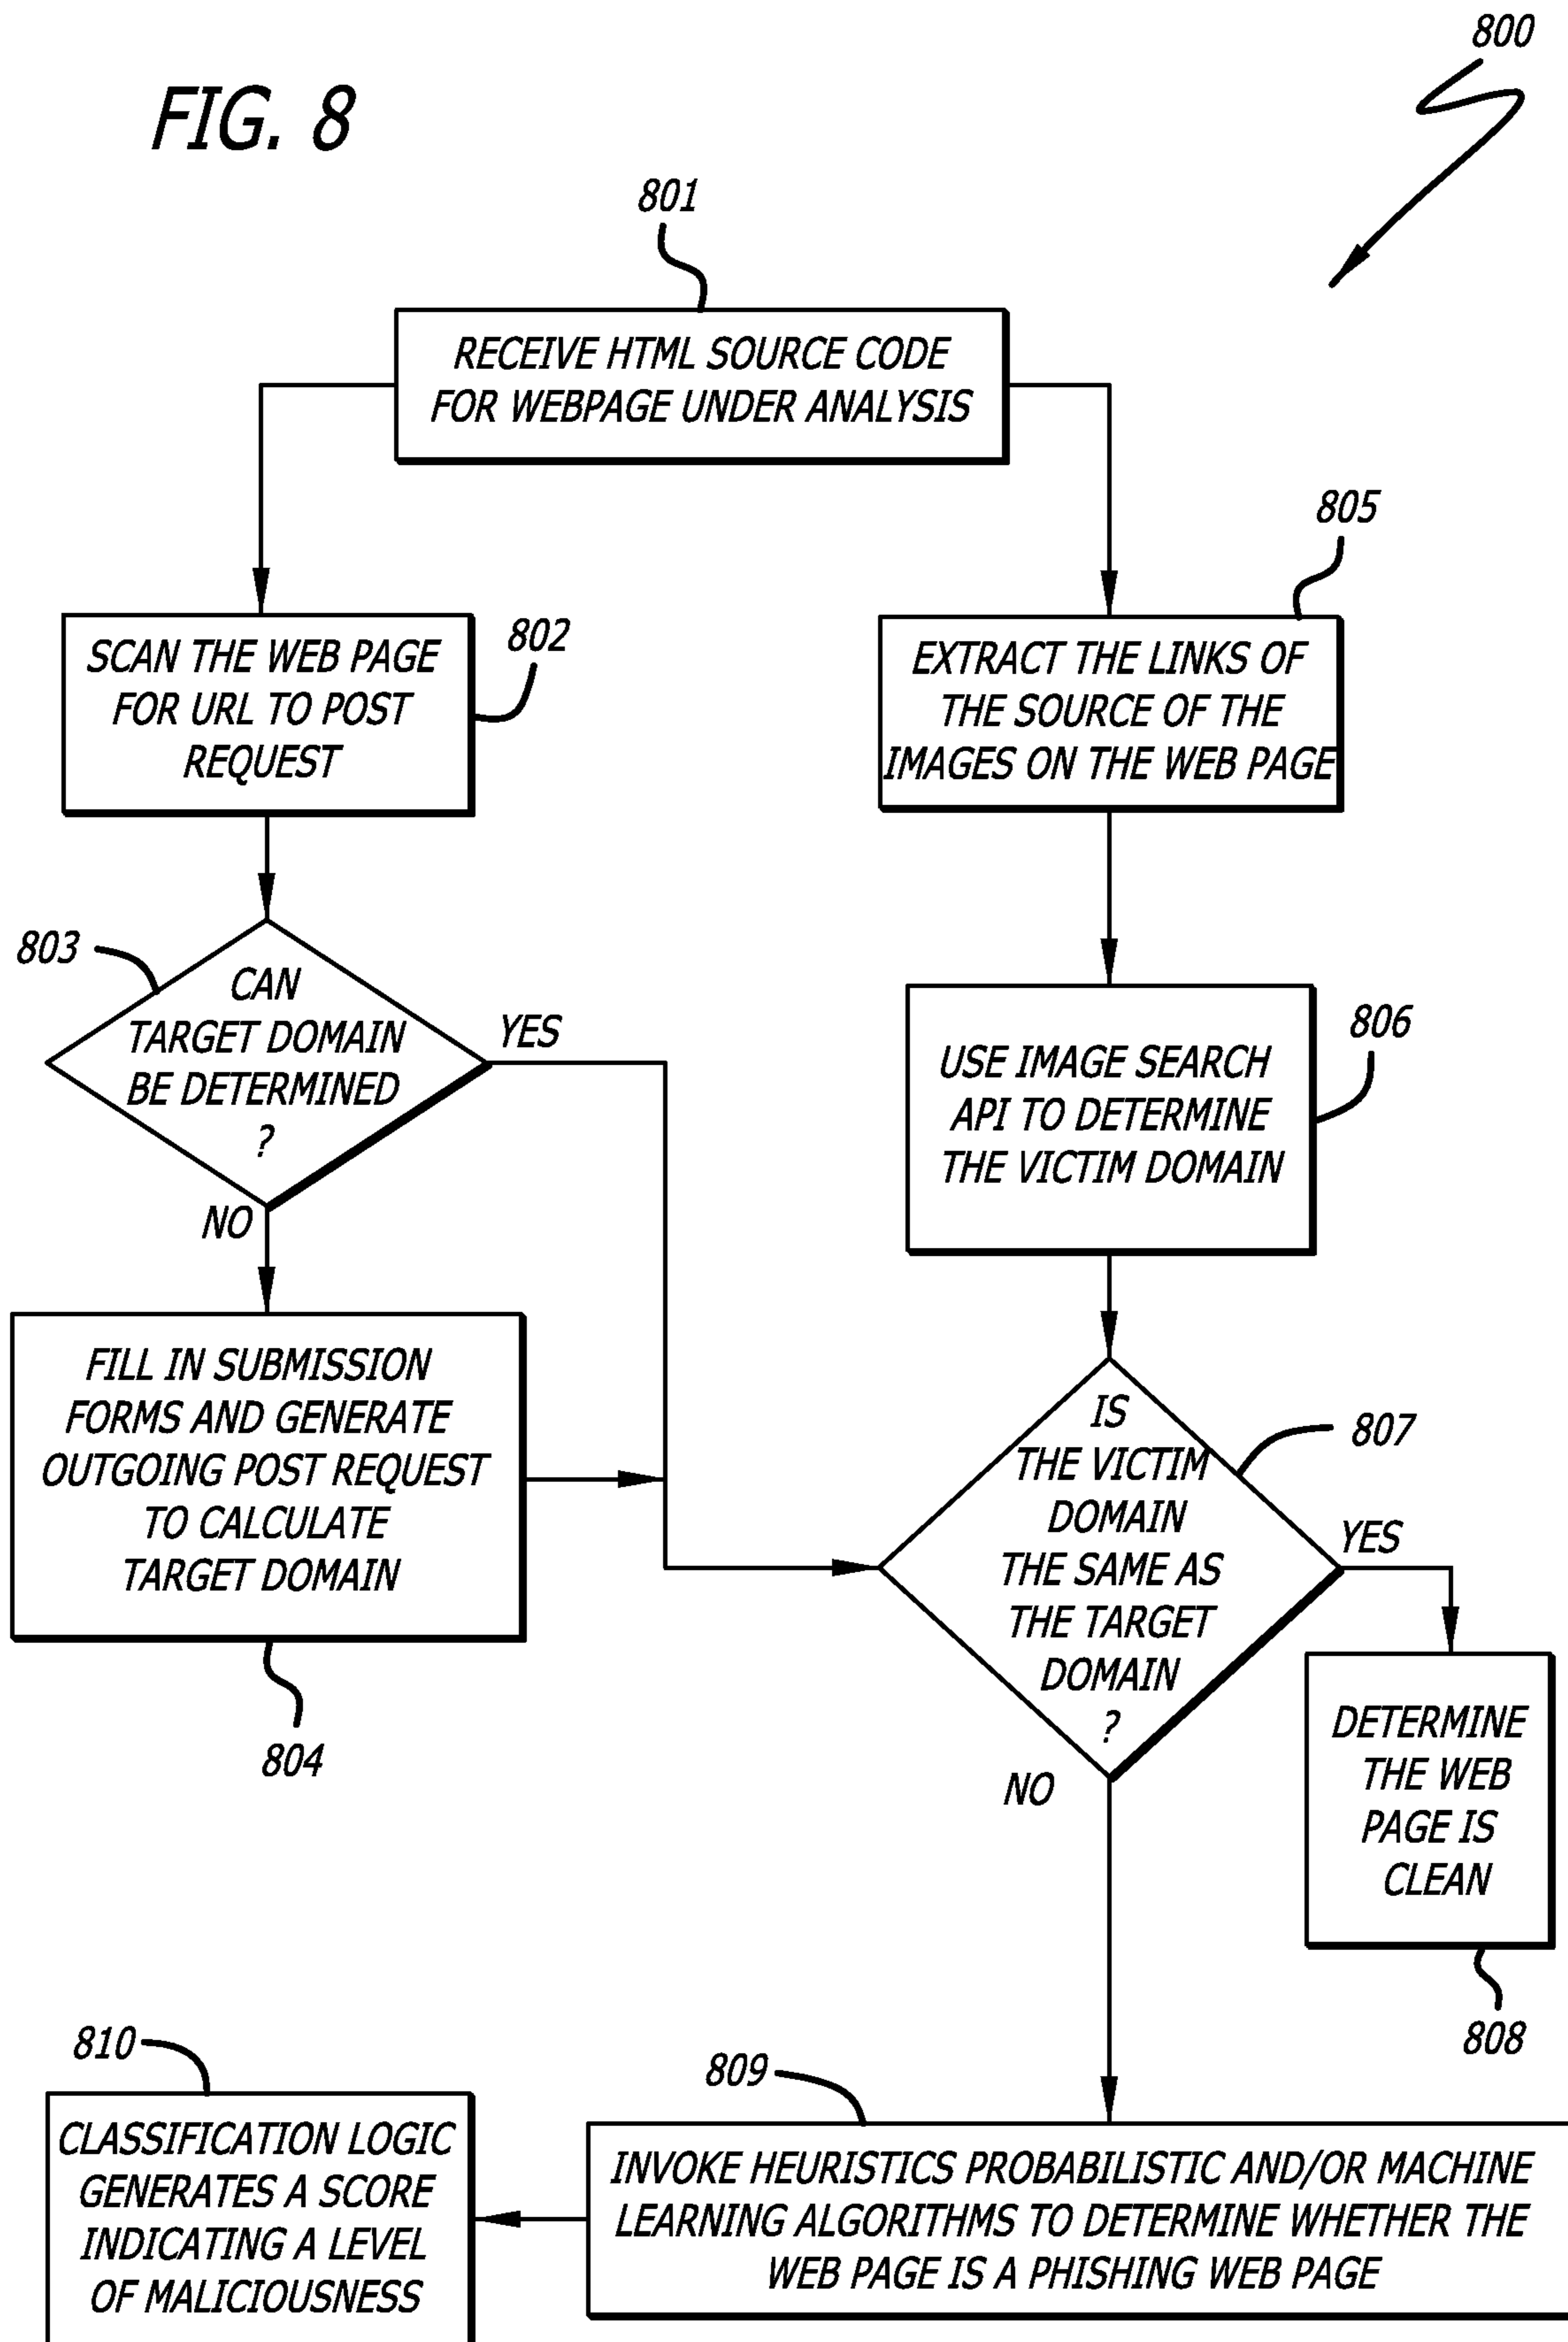 FIG. 8
800
801
RECEIVE HTML SOURCE CODE
FOR WEBPAGE UNDER ANALYSIS
802
SCAN THE WEB PAGE
FOR URL TO POST
REQUEST
803
CAN
TARGET DOMAIN
BE DETERMINED
?
YES
NO
FILL IN SUBMISSION
FORMS AND GENERATE
OUTGOING POST REQUEST
TO CALCULATE
TARGET DOMAIN
804
805
EXTRACT THE LINKS OF
THE SOURCE OF THE
IMAGES ON THE WEB PAGE
806
USE IMAGE SEARCH
API TO DETERMINE
THE VICTIM DOMAIN
807
IS
THE VICTIM
DOMAIN
THE SAME AS
THE TARGET
DOMAIN
?
YES
NO
DETERMINE
THE WEB
PAGE IS
CLEAN
808
809
INVOKE HEURISTICS PROBABILISTIC AND/OR MACHINE
LEARNING ALGORITHMS TO DETERMINE WHETHER THE
WEB PAGE IS A PHISHING WEB PAGE
810
CLASSIFICATION LOGIC
GENERATES A SCORE
INDICATING A LEVEL
OF MALICIOUSNESS